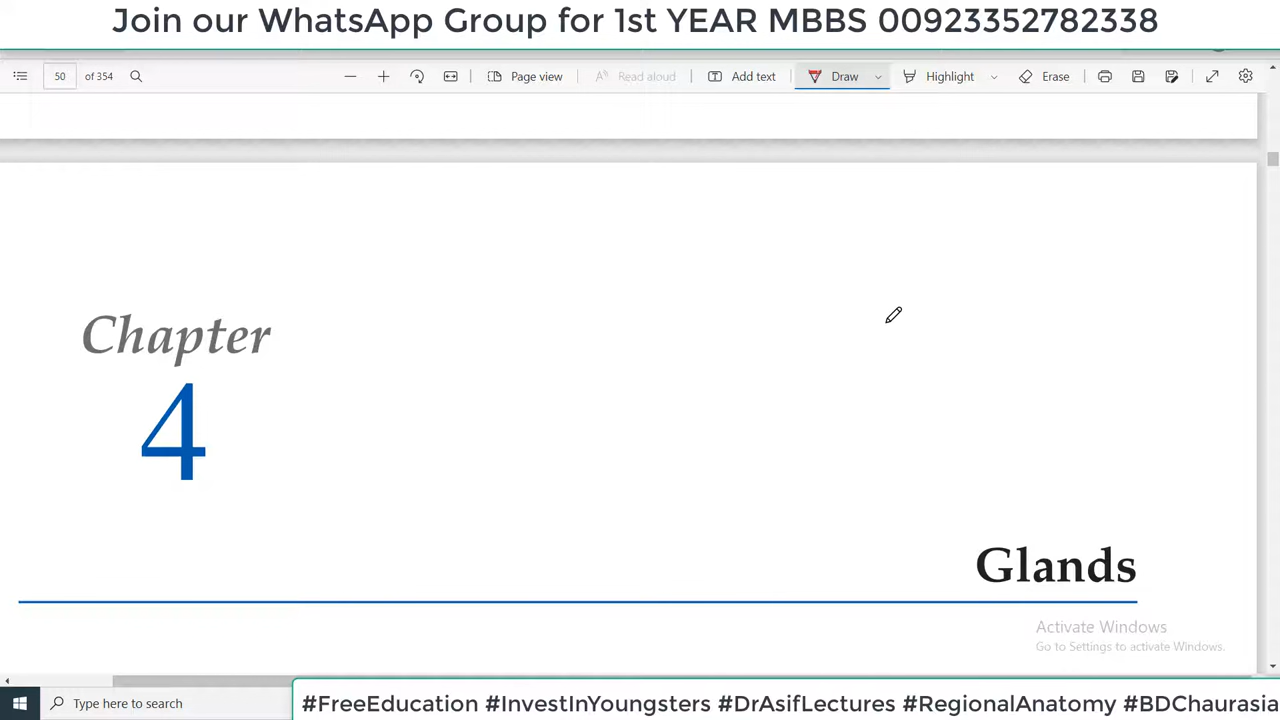 Join our WhatsApp Group for 1st YEAR MBBS 00923352782338
50 of 354 Page view Read aloud Add text Draw Highlight Erase
Chapter
4
Glands
Activate Windows
Go to Settings to activate Windows.
Type here to search
#FreeEducation #InvestInYoungsters #DrAsifLectures #RegionalAnatomy #BDChaurasia